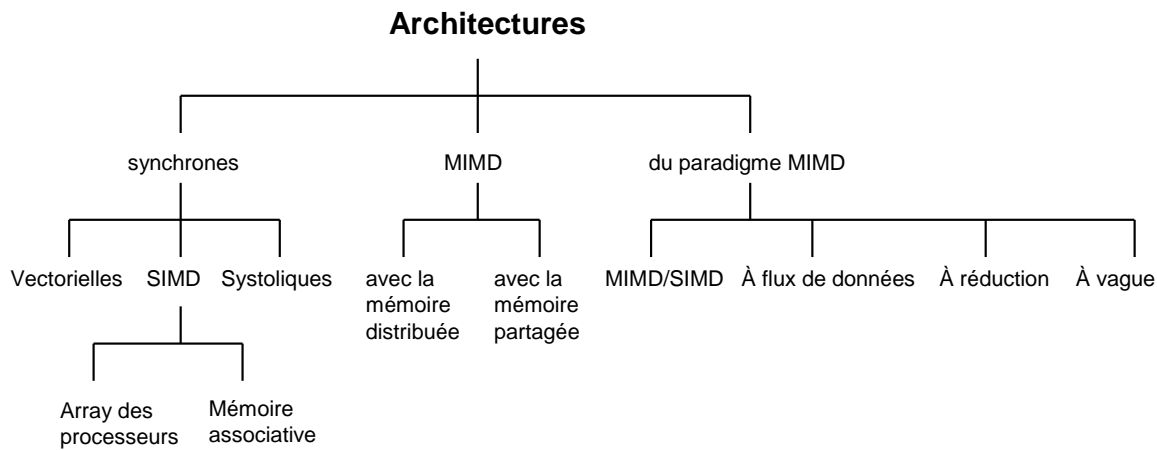 Architectures
synchrones MIMD du paradigme MIMD
Vectorielles SIMD Systoliques avec la mémoire distribuée avec la mémoire partagée MIMD/SIMD À flux de données À réduction À vague
Array des processeurs Mémoire associative